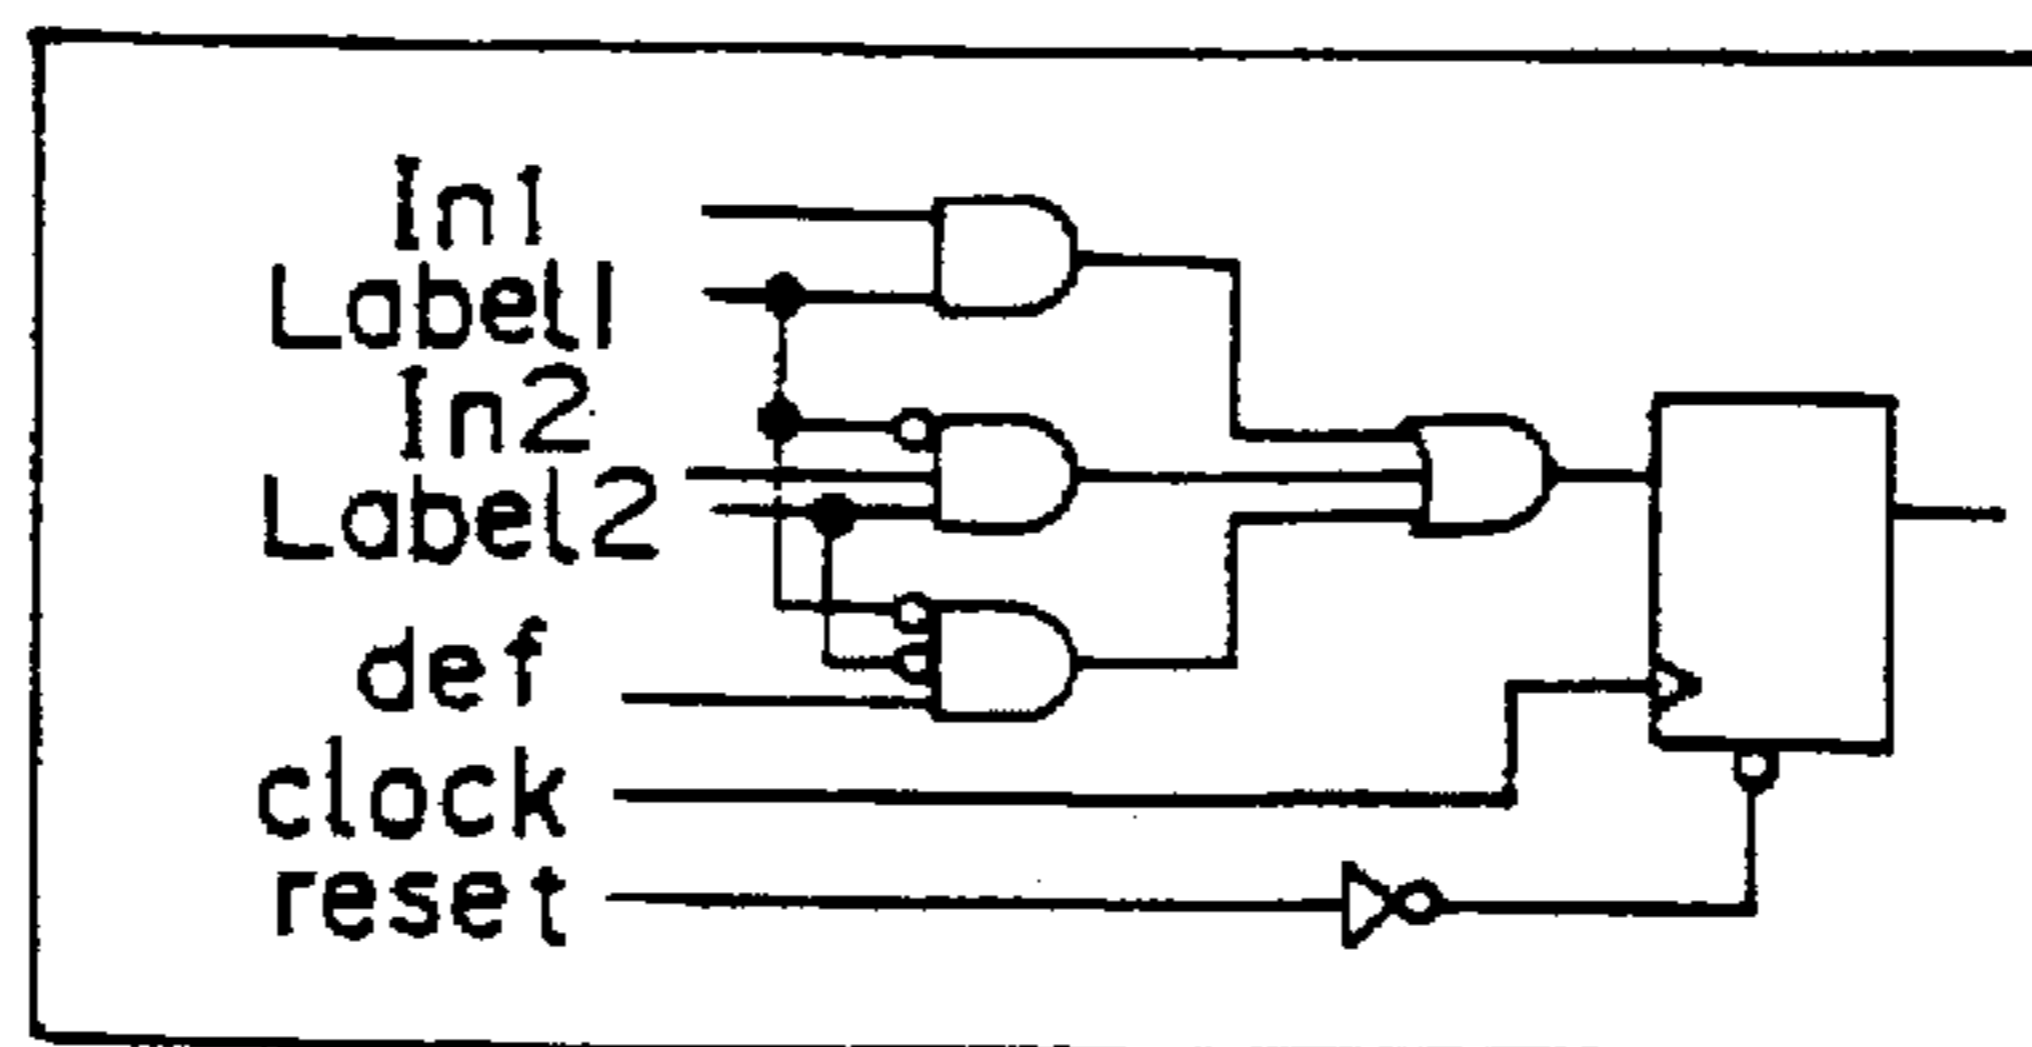 In1
Label1
In2
Label2
def
clock
reset